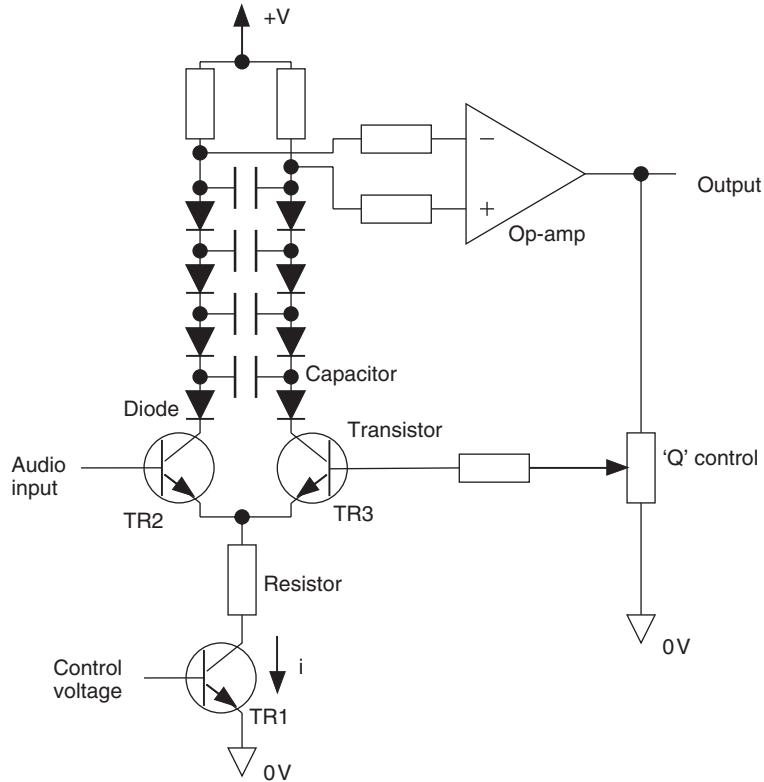 +V
−
+
Op-amp
Output
Capacitor
Diode
Transistor
Audio
input
'Q' control
TR2
TR3
Resistor
0V
Control
voltage
i
TR1
0V